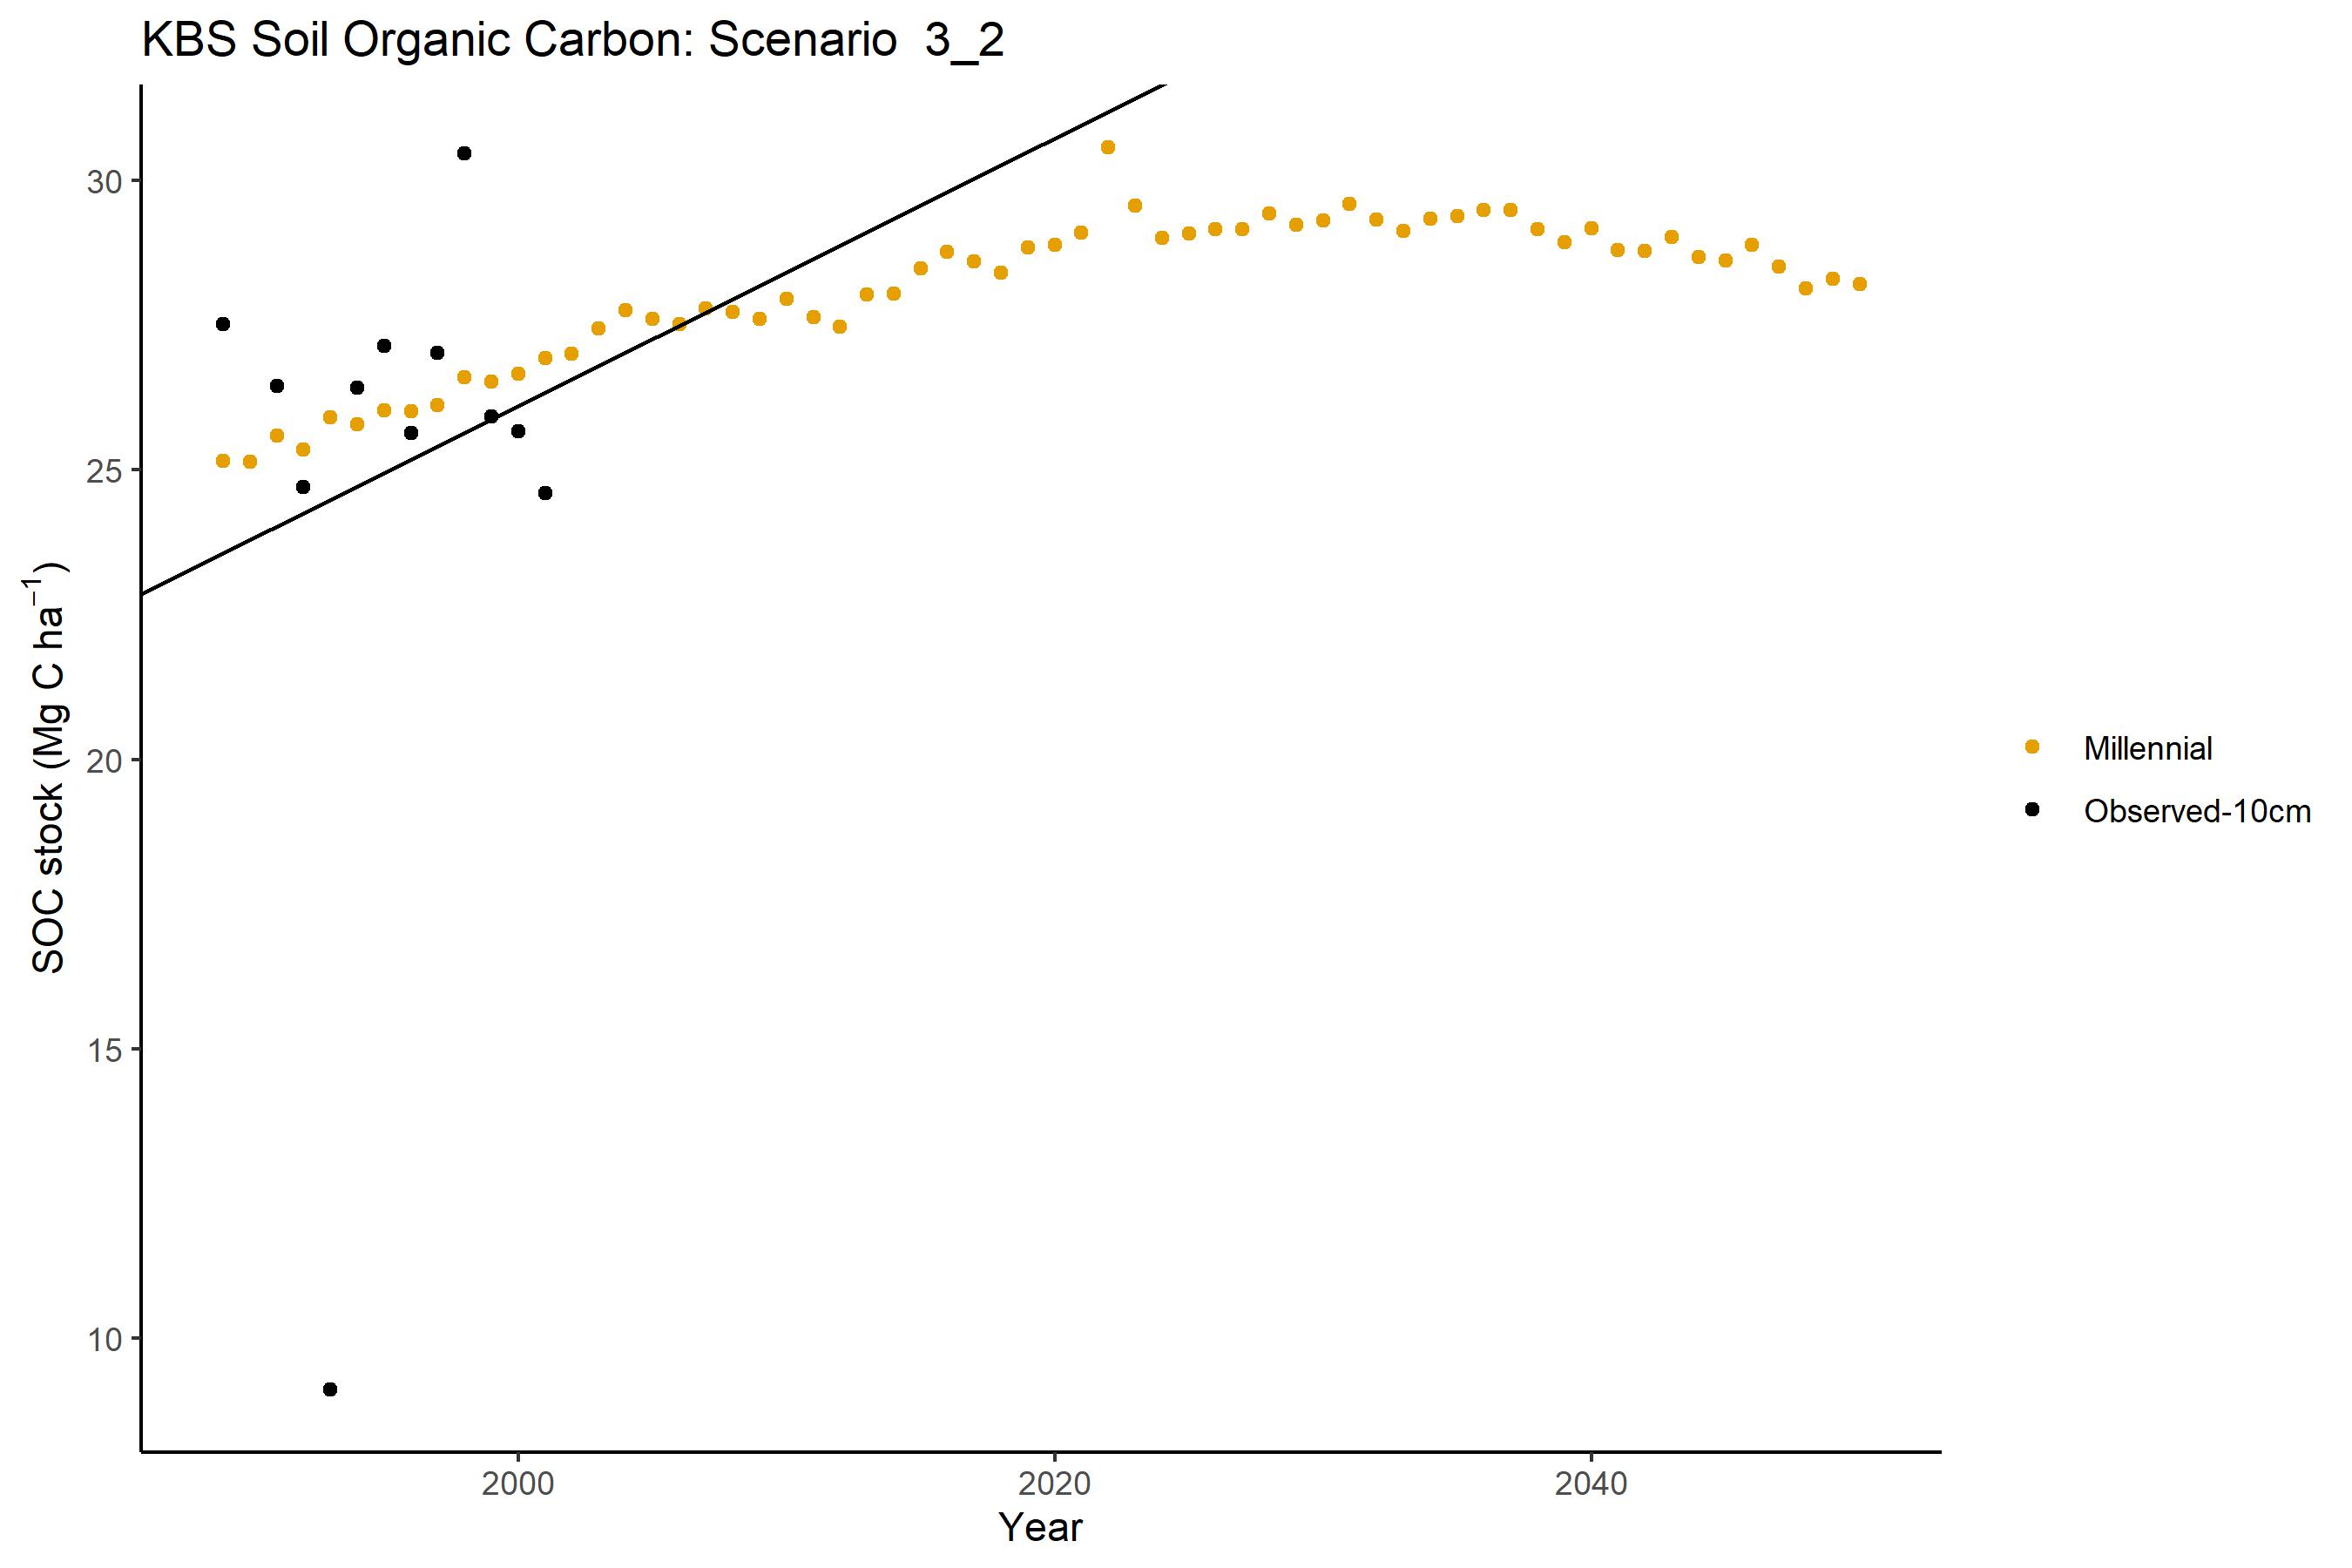 KBS Soil Organic Carbon: Scenario  3_2
SOC stock (Mg C ha⁻¹)
30
25
20
15
10
2000
2020
2040
Year
Millennial
Observed-10cm